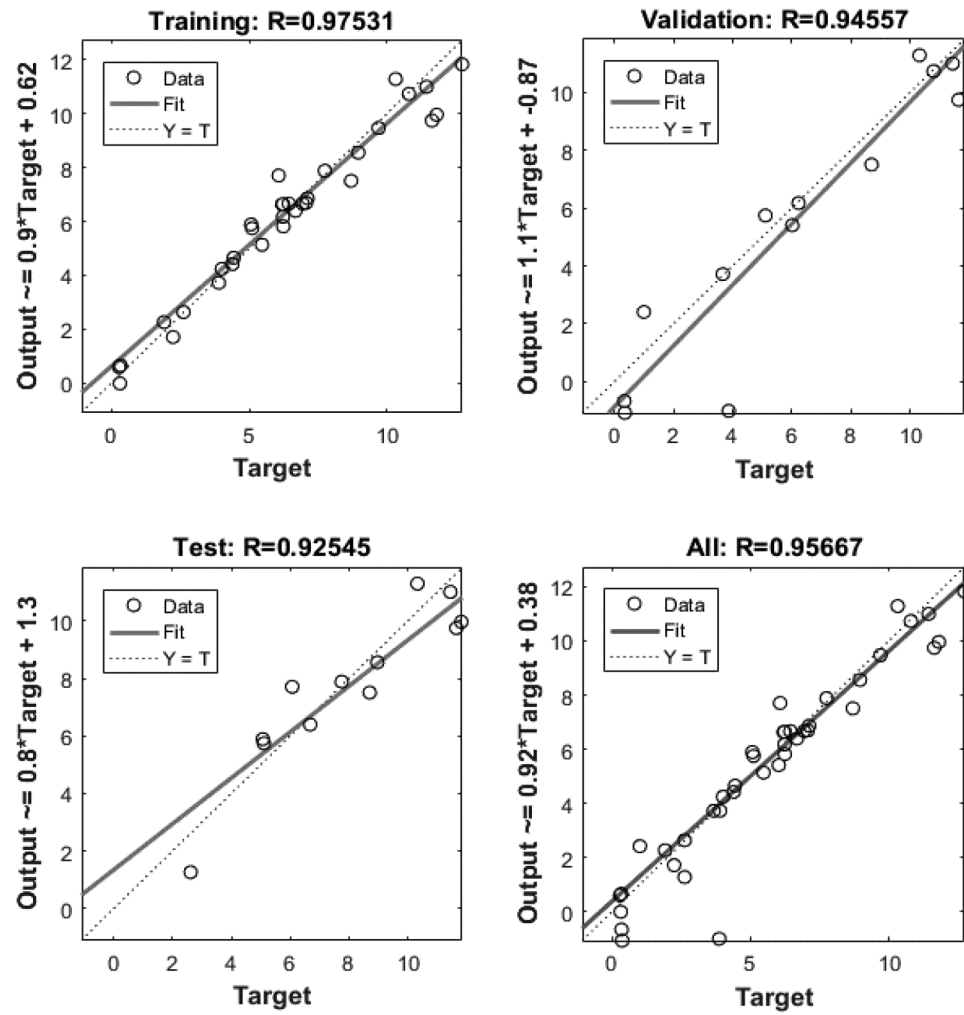 Training: R=0.97531
Output ~= 0.9*Target + 0.62
12
10
8
6
4
2
0
Data
Fit
Y = T
0
5
10
Target
Validation: R=0.94557
Output ~= 1.1*Target + -0.87
10
8
6
4
2
0
Data
Fit
Y = T
0
2
4
6
8
10
Target
Test: R=0.92545
Output ~= 0.8*Target + 1.3
10
8
6
4
2
0
Data
Fit
Y = T
0
2
4
6
8
10
Target
All: R=0.95667
Output ~= 0.92*Target + 0.38
12
10
8
6
4
2
0
Data
Fit
Y = T
0
5
10
Target